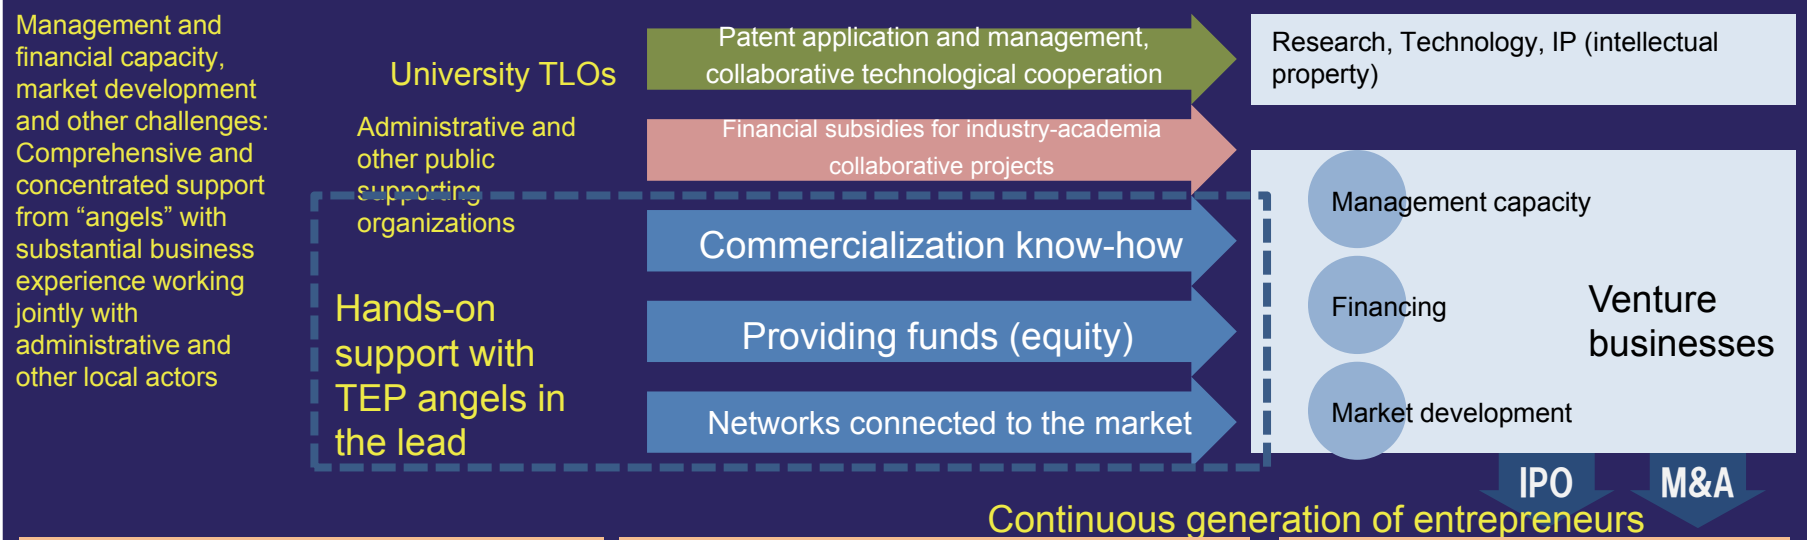 Management and
financial capacity,
market development
and other challenges:
Comprehensive and
concentrated support
from “angels” with
substantial business
experience working
jointly with
administrative and
other local actors
University TLOs
Patent application and management,
collaborative technological cooperation
Research, Technology, IP (intellectual
property)
Administrative and
other public
supporting
organizations
Financial subsidies for industry-academia
collaborative projects
Hands-on
support with
TEP angels in
the lead
Commercialization know-how
Providing funds (equity)
Networks connected to the market
Management capacity
Financing
Market development
Venture
businesses
IPO
M&A
Continuous generation of entrepreneurs